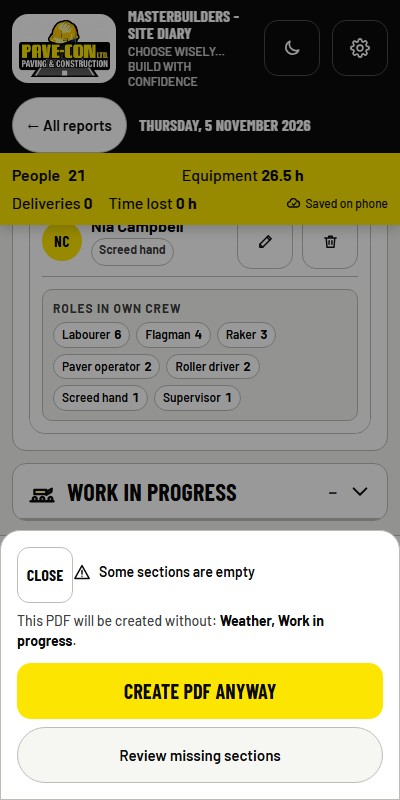 PAVE-CON LTD.
PAVING & CONSTRUCTION
MASTERBUILDERS -
SITE DIARY
CHOOSE WISELY...
BUILD WITH
CONFIDENCE
← All reports
THURSDAY, 5 NOVEMBER 2026
People 21
Equipment 26.5 h
Deliveries 0 Time lost 0 h
Saved on phone
NC
Nia Campbell
Screed hand
ROLES IN OWN CREW
Labourer 6 Flagman 4 Raker 3
Paver operator 2 Roller driver 2
Screed hand 1 Supervisor 1
WORK IN PROGRESS –
CLOSE
Some sections are empty
This PDF will be created without: Weather, Work in
progress.
CREATE PDF ANYWAY
Review missing sections